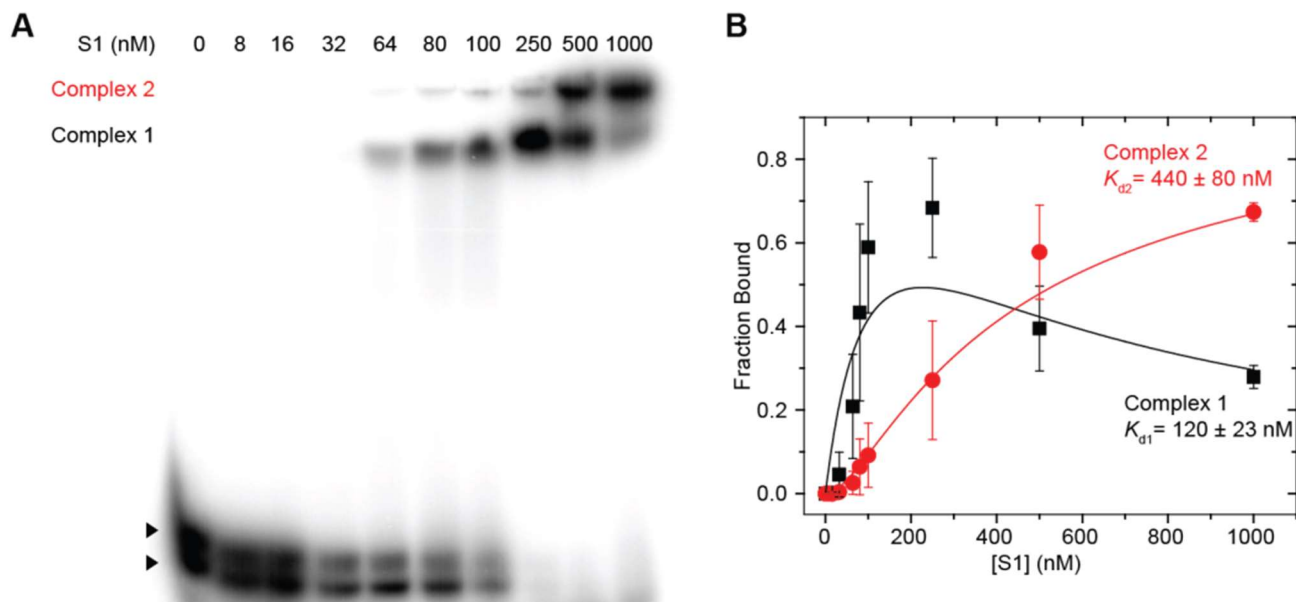 A
S1 (nM) 0 8 16 32 64 80 100 250 500 1000
Complex 2
Complex 1
B
Complex 2
Kd2= 440 ± 80 nM
Complex 1
Kd1= 120 ± 23 nM
Fraction Bound
0.8
0.6
0.4
0.2
0.0
0 200 400 600 800 1000
[S1] (nM)